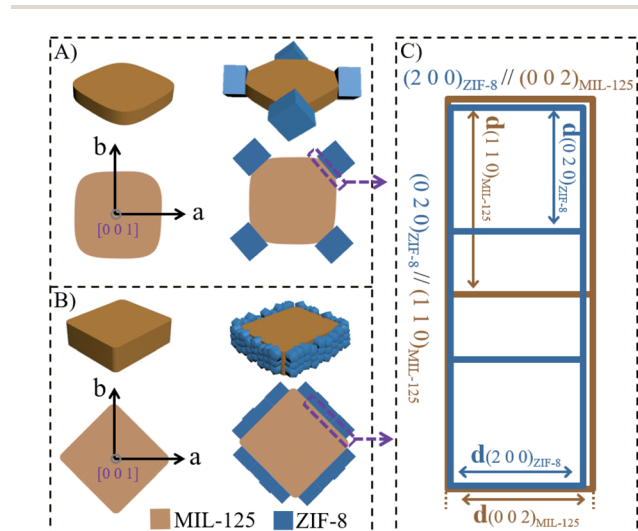 A)
b
a
[0 0 1]
B)
b
a
[0 0 1]
MIL-125 ZIF-8
C)
(2 0 0)ZIF-8 // (0 0 2)MIL-125
(0 2 0)ZIF-8 // (1 1 0)MIL-125
d(1 1 0)MIL-125
d(0 2 0)ZIF-8
d(2 0 0)ZIF-8
d(0 0 2)MIL-125